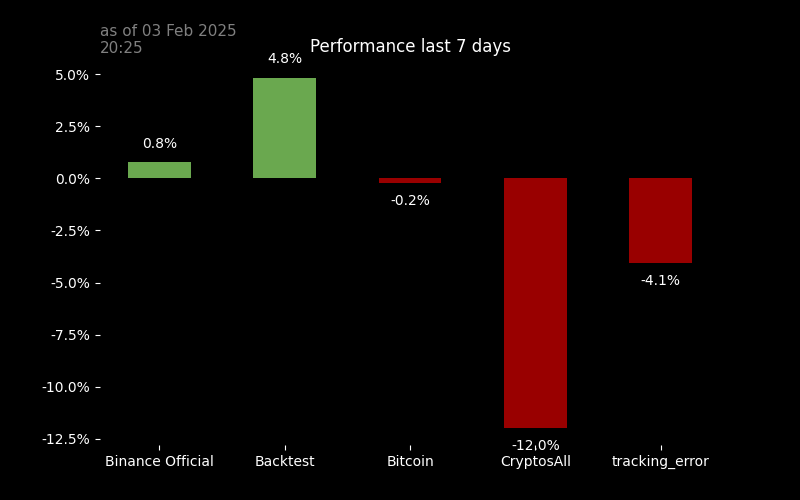 as of 03 Feb 2025
20:25
Performance last 7 days
5.0%
2.5%
0.0%
-2.5%
-5.0%
-7.5%
-10.0%
-12.5%
0.8%
4.8%
-0.2%
-12.0%
-4.1%
Binance Official
Backtest
Bitcoin
CryptosAll
tracking_error